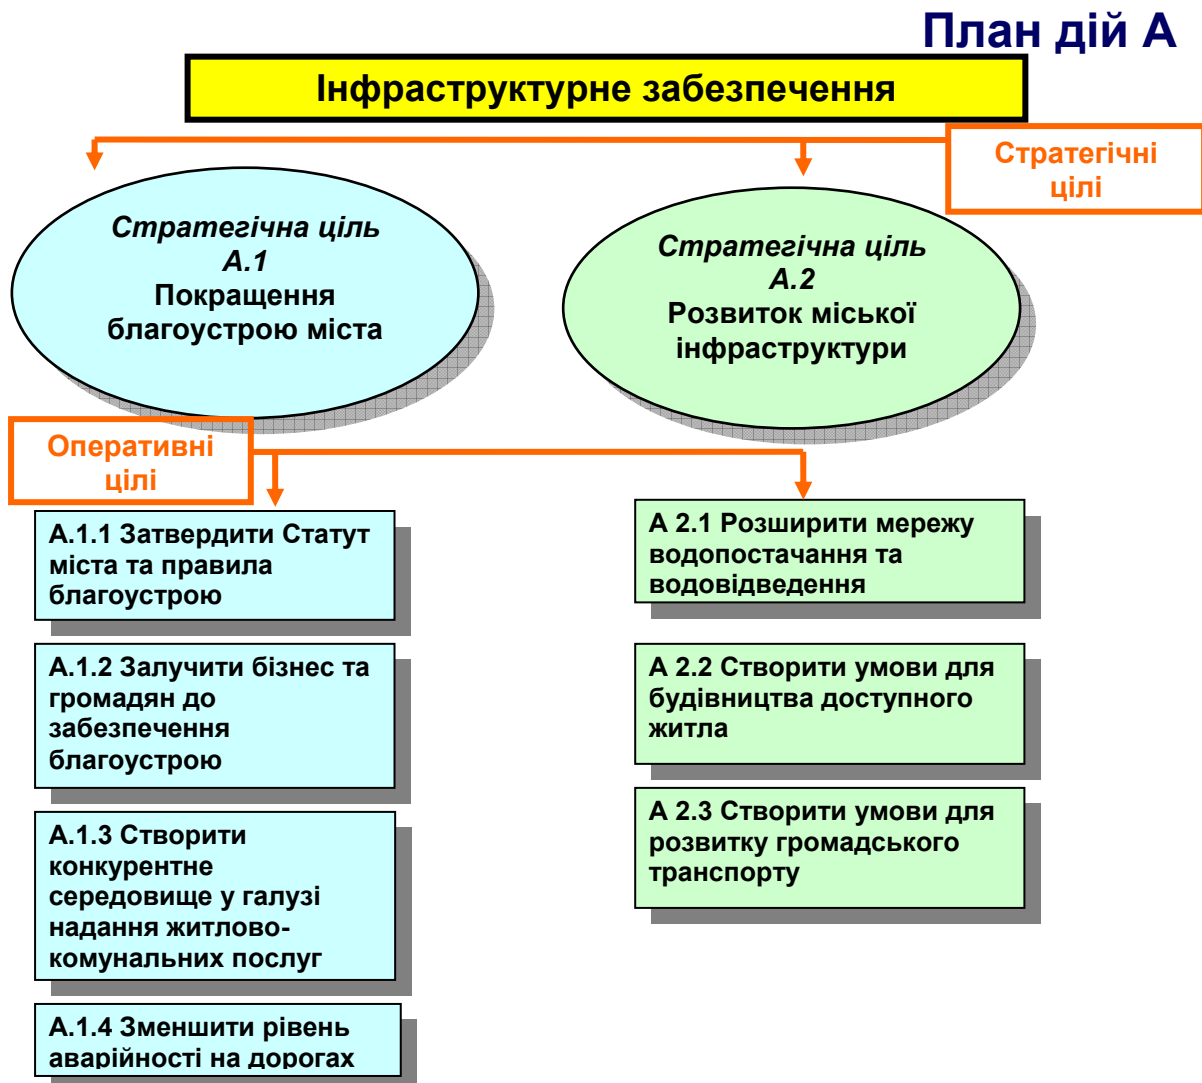 План дій А
Інфраструктурне забезпечення
Стратегічні
цілі
Стратегічна ціль
А.1
Покращення
благоустрою міста
Стратегічна ціль
А.2
Розвиток міської
інфраструктури
Оперативні
цілі
А.1.1 Затвердити Статут
міста та правила
благоустрою
А.1.2 Залучити бізнес та
громадян до
забезпечення
благоустрою
А.1.3 Створити
конкурентне
середовище у галузі
надання житлово-
комунальних послуг
А.1.4 Зменшити рівень
аварійності на дорогах
А 2.1 Розширити мережу
водопостачання та
водовідведення
А 2.2 Створити умови для
будівництва доступного
житла
А 2.3 Створити умови для
розвитку громадського
транспорту